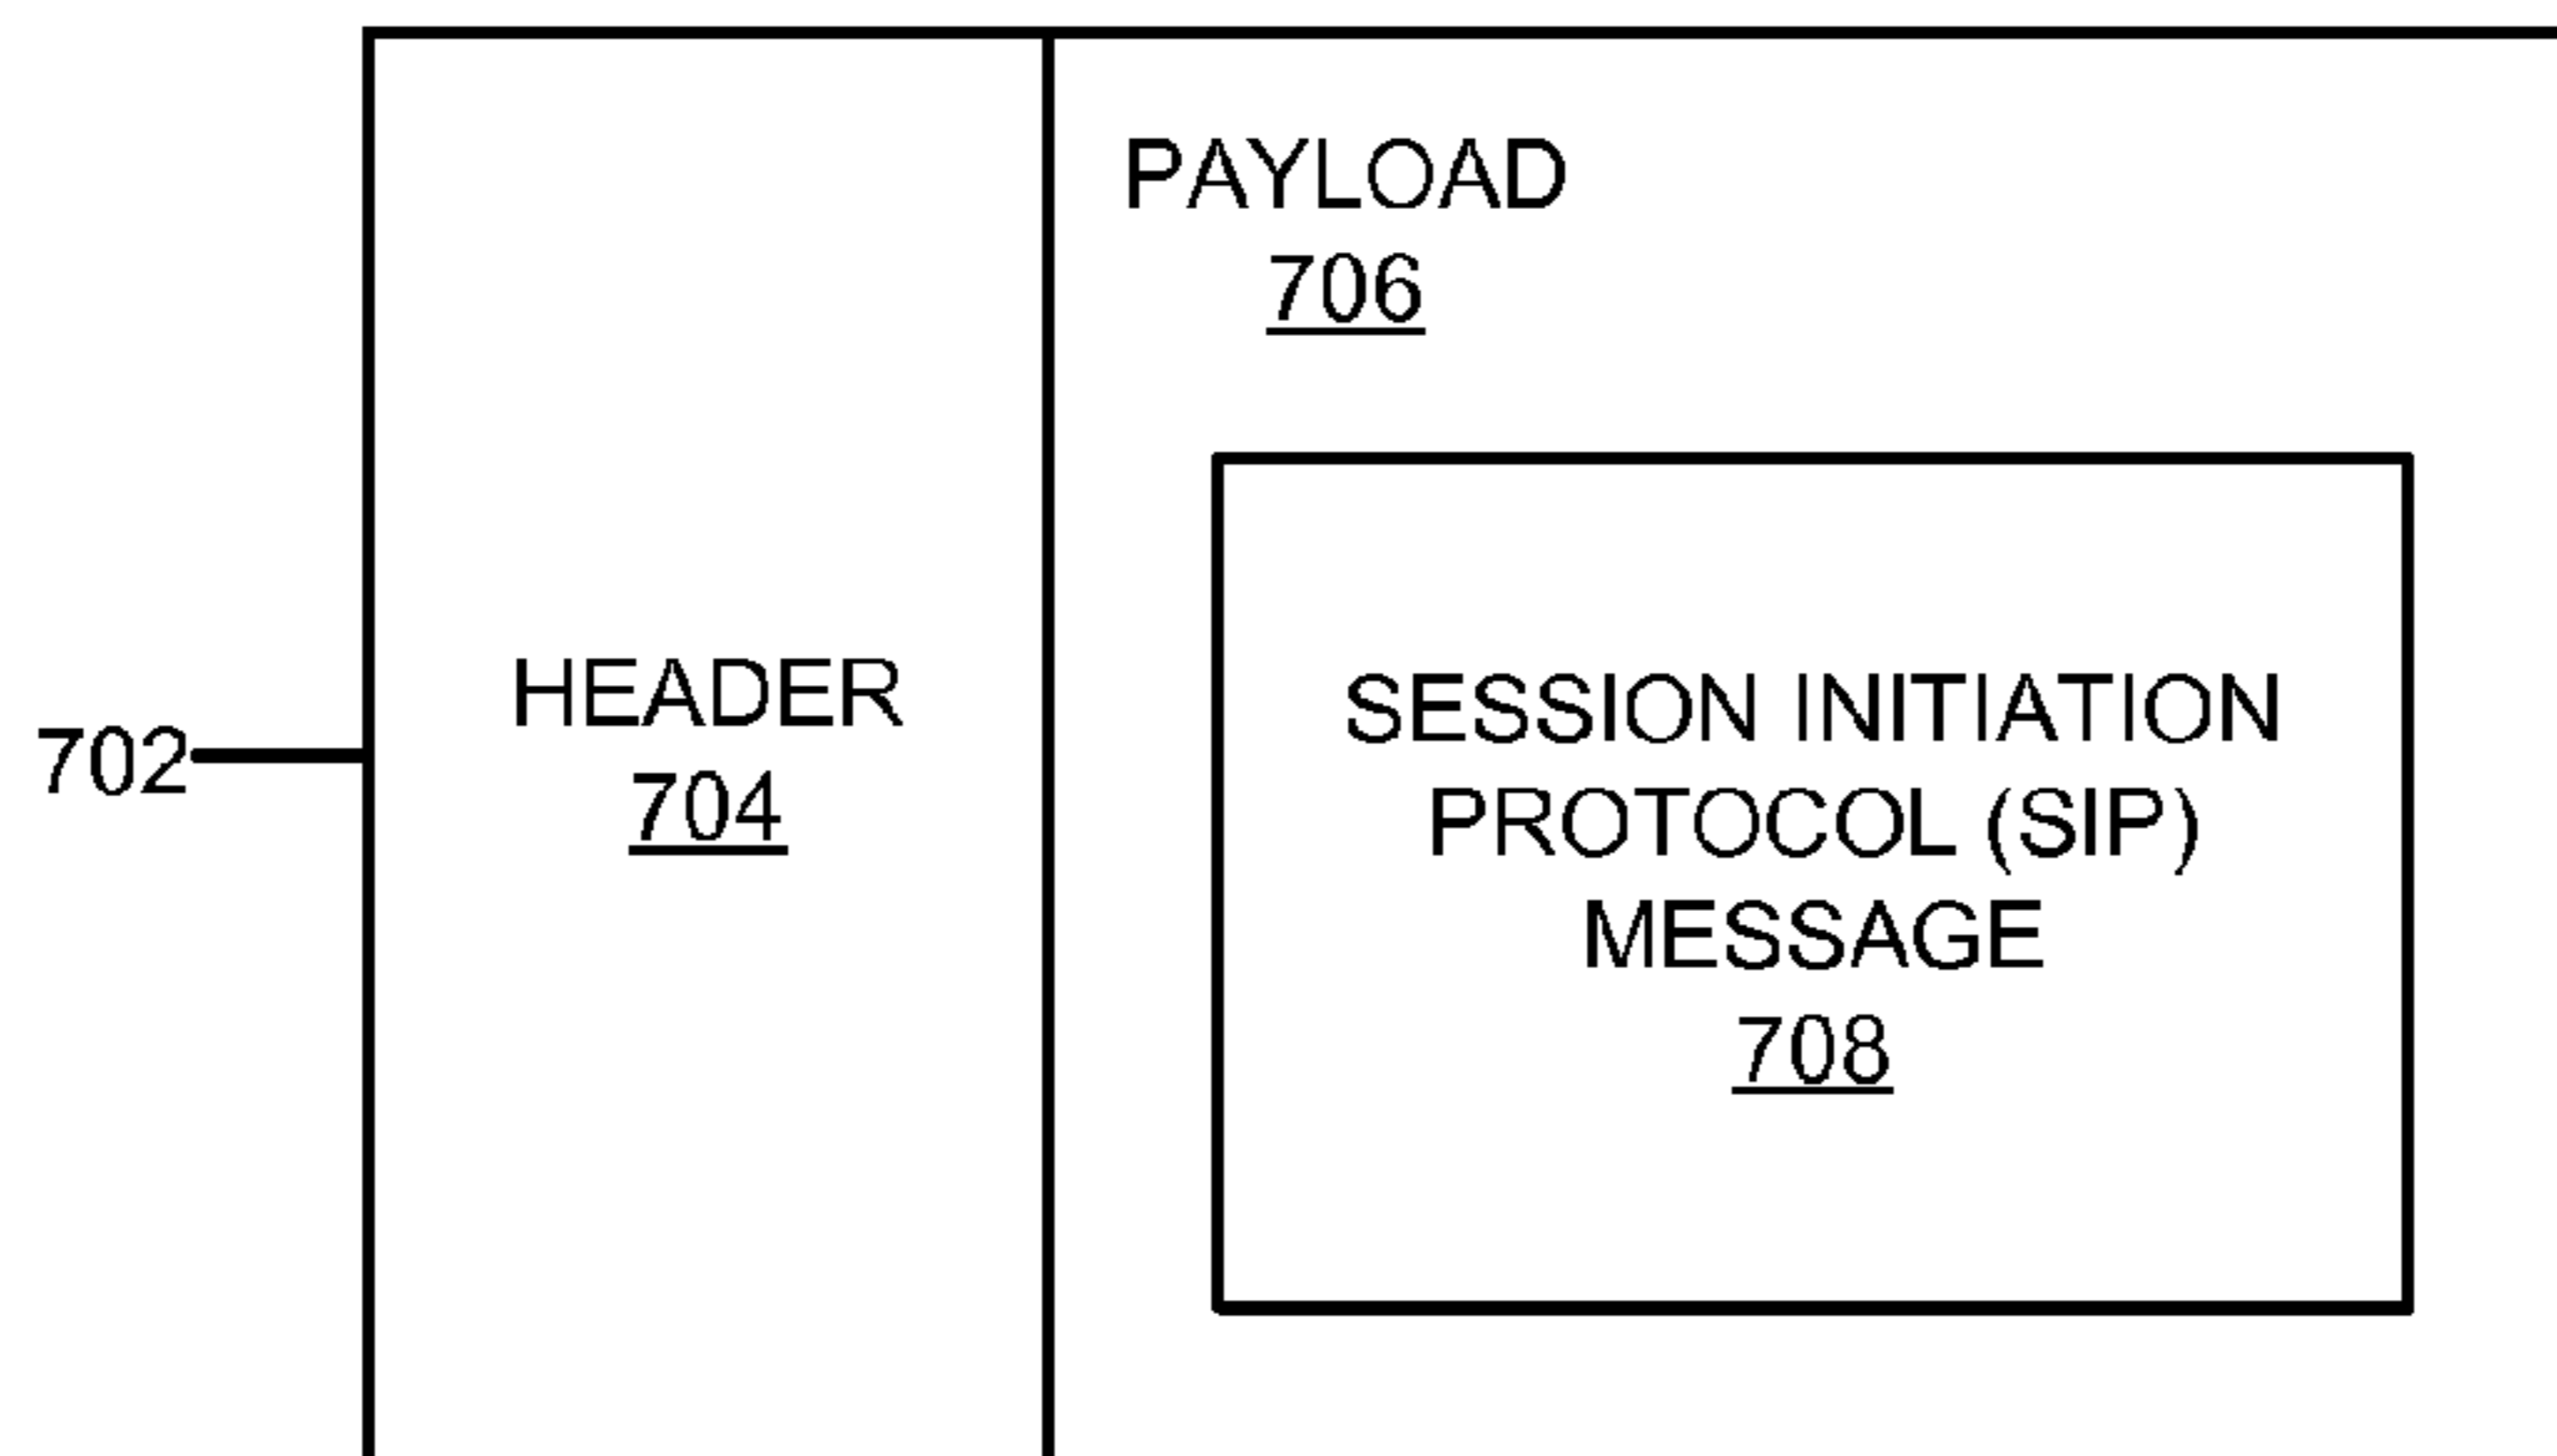 PAYLOAD
706
HEADER
704
702
SESSION INITIATION
PROTOCOL (SIP)
MESSAGE
708